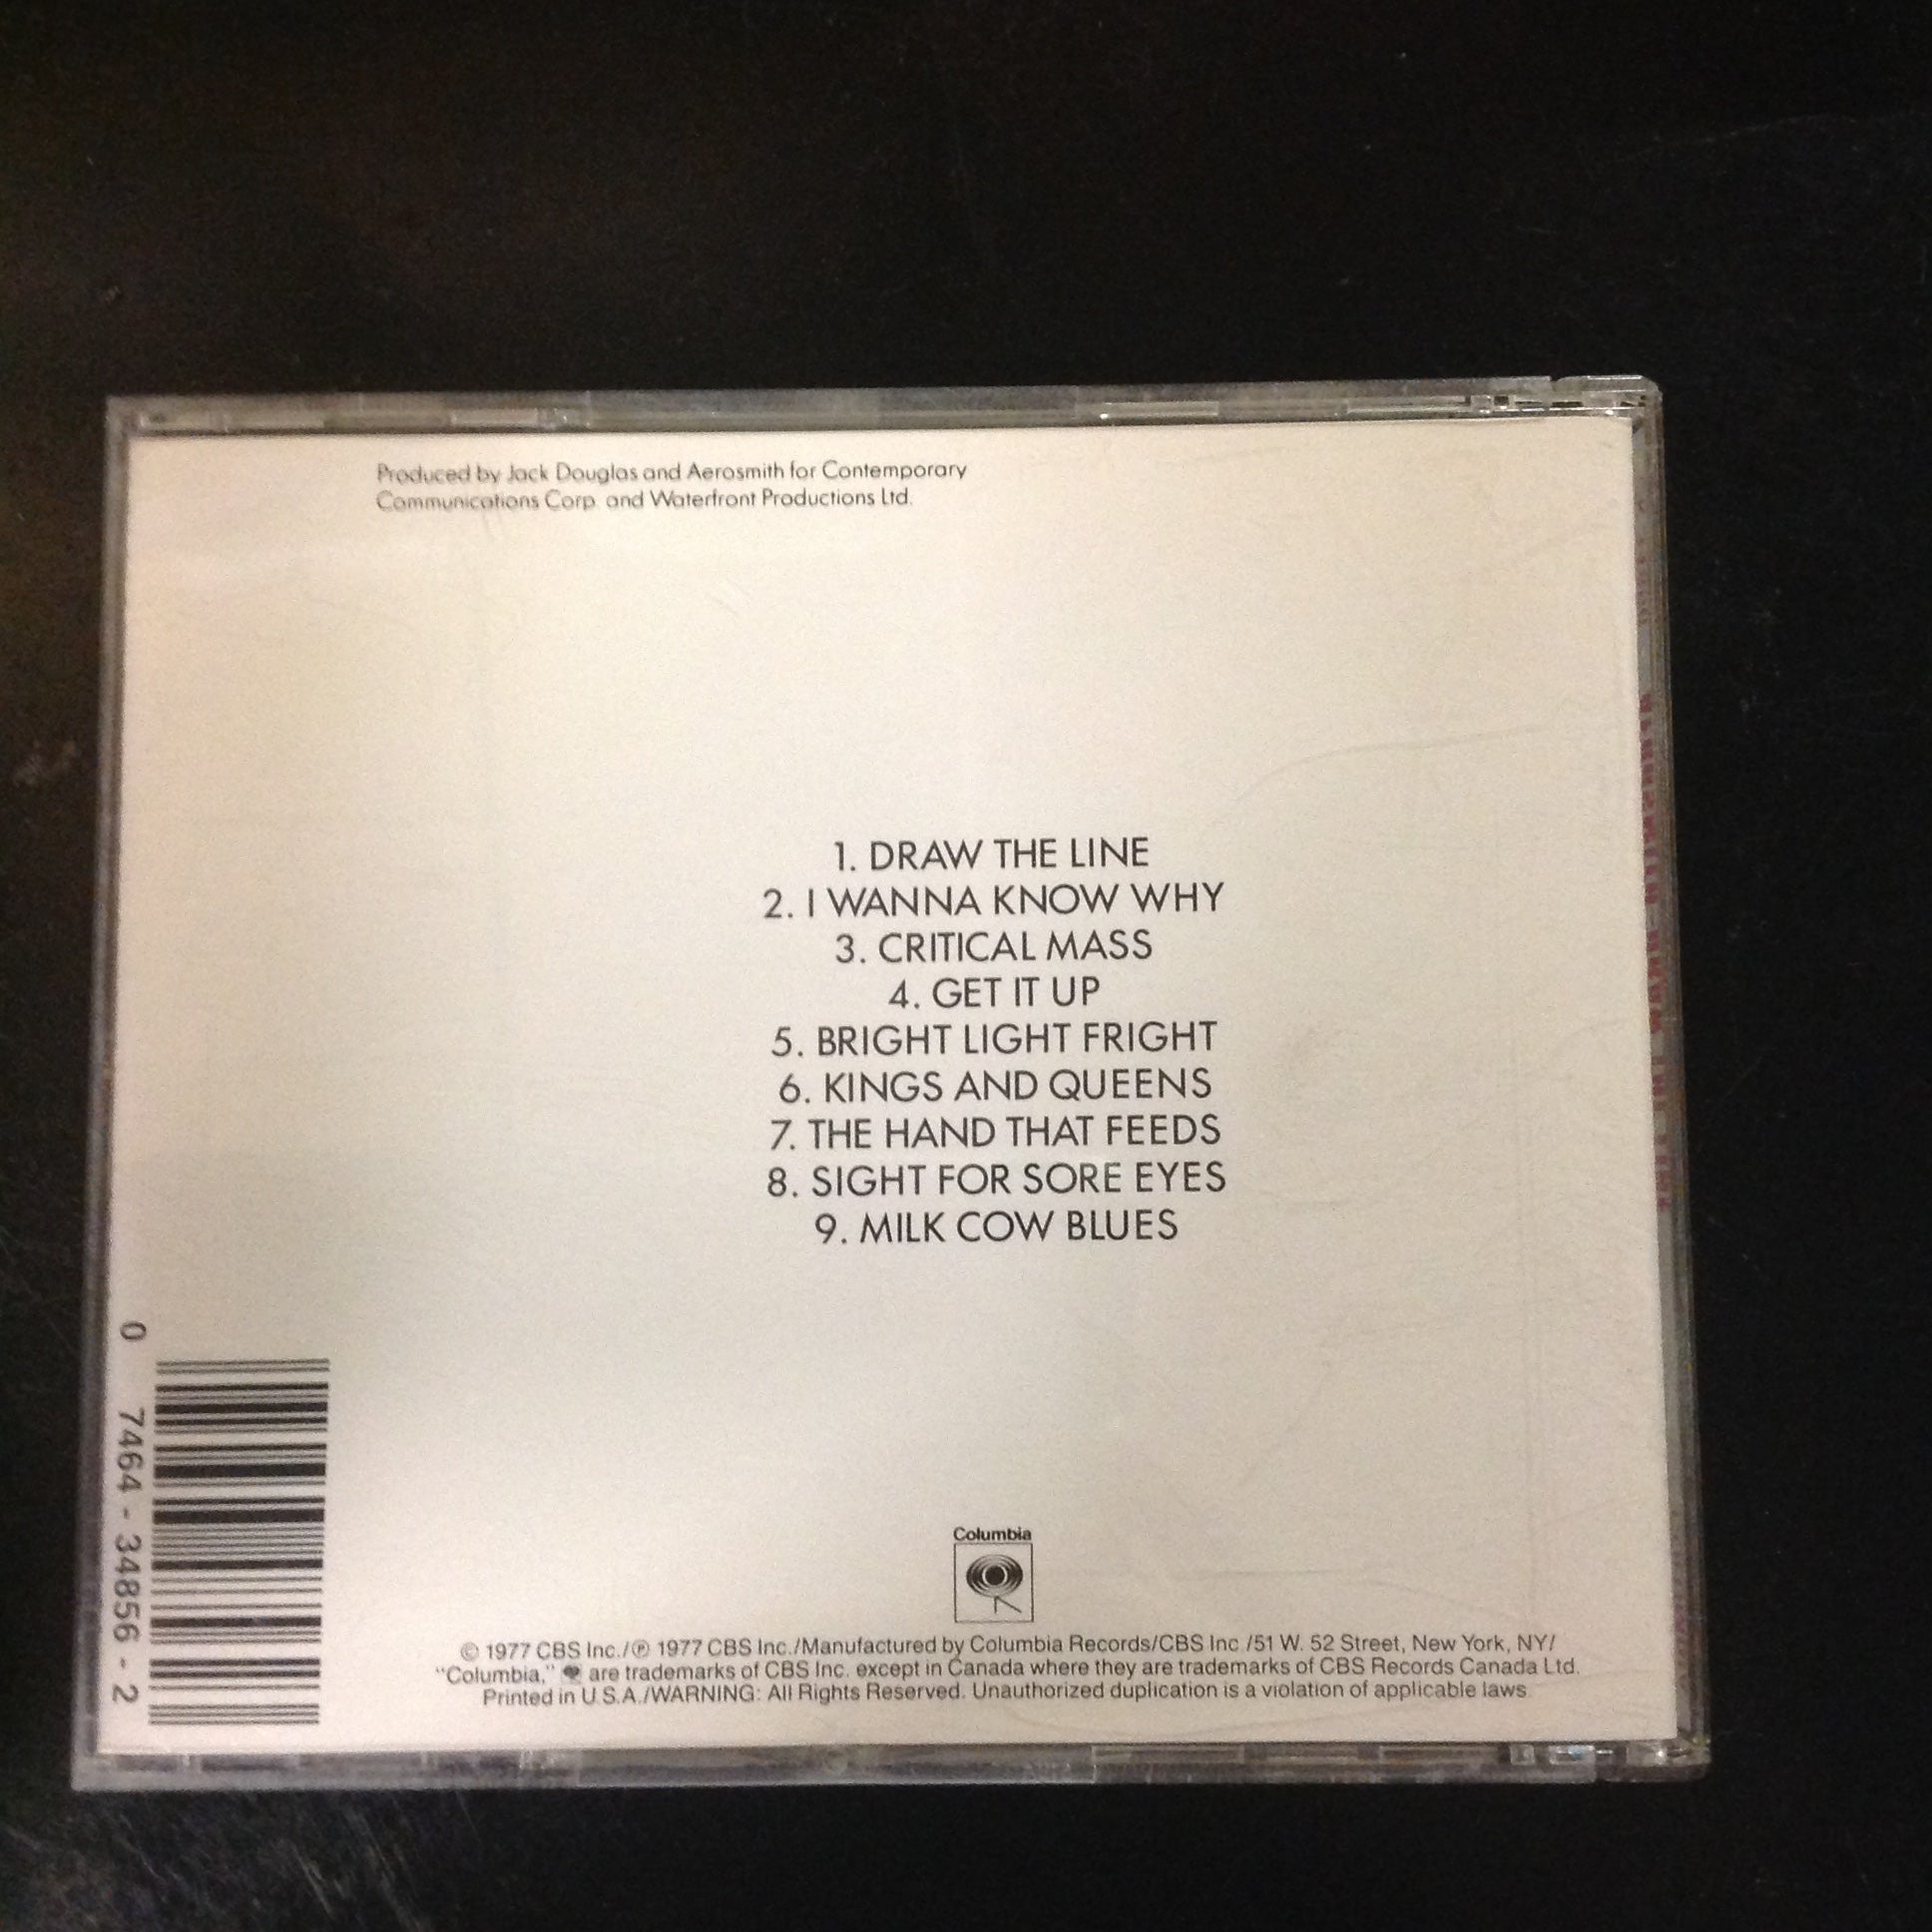 Produced by Jack Douglas and Aerosmith for Contemporary
Communications Corp. and Waterfront Productions Ltd.
1. DRAW THE LINE
2. I WANNA KNOW WHY
3. CRITICAL MASS
4. GET IT UP
5. BRIGHT LIGHT FRIGHT
6. KINGS AND QUEENS
7. THE HAND THAT FEEDS
8. SIGHT FOR SORE EYES
9. MILK COW BLUES
0 7464-34856-2
Columbia
© 1977 CBS Inc./℗ 1977 CBS Inc./Manufactured by Columbia Records/CBS Inc./51 W. 52 Street, New York, NY/
"Columbia," are trademarks of CBS Inc. except in Canada where they are trademarks of CBS Records Canada Ltd.
Printed in U.S.A./WARNING: All Rights Reserved. Unauthorized duplication is a violation of applicable laws.